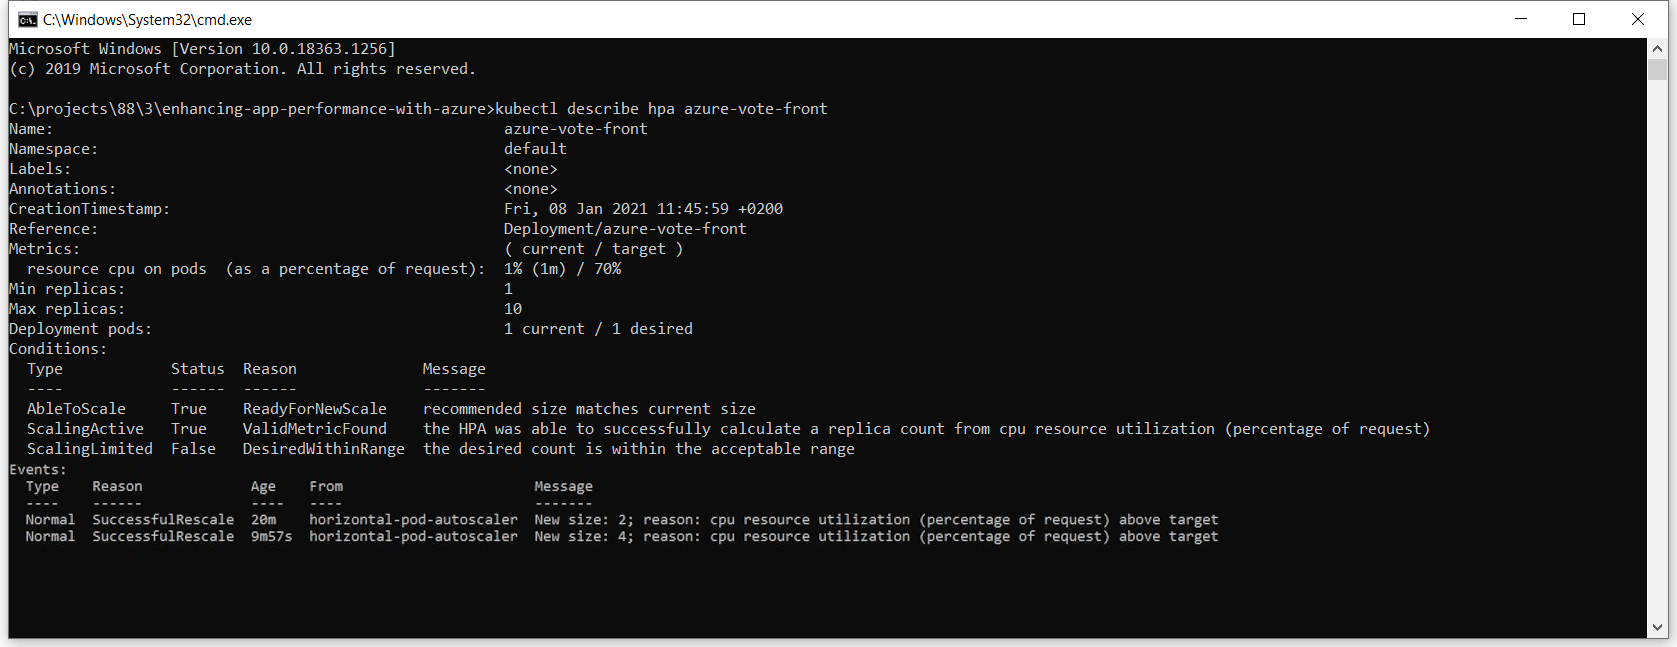 C:\Windows\System32\cmd.exe
Microsoft Windows [Version 10.0.18363.1256]
(c) 2019 Microsoft Corporation. All rights reserved.
C:\projects\88\3\enhancing-app-performance-with-azure>kubectl describe hpa azure-vote-front
Name: azure-vote-front
Namespace: default
Labels: <none>
Annotations: <none>
CreationTimestamp: Fri, 08 Jan 2021 11:45:59 +0200
Reference: Deployment/azure-vote-front
Metrics: ( current / target )
resource cpu on pods (as a percentage of request): 1% (1m) / 70%
Min replicas: 1
Max replicas: 10
Deployment pods: 1 current / 1 desired
Conditions:
Type Status Reason Message
---- ------ ------ -------
AbleToScale True ReadyForNewScale recommended size matches current size
ScalingActive True ValidMetricFound the HPA was able to successfully calculate a replica count from cpu resource utilization (percentage of request)
ScalingLimited False DesiredWithinRange the desired count is within the acceptable range
Events:
Type Reason Age From Message
---- ------ ---- ---- -------
Normal SuccessfulRescale 20m horizontal-pod-autoscaler New size: 2; reason: cpu resource utilization (percentage of request) above target
Normal SuccessfulRescale 9m57s horizontal-pod-autoscaler New size: 4; reason: cpu resource utilization (percentage of request) above target